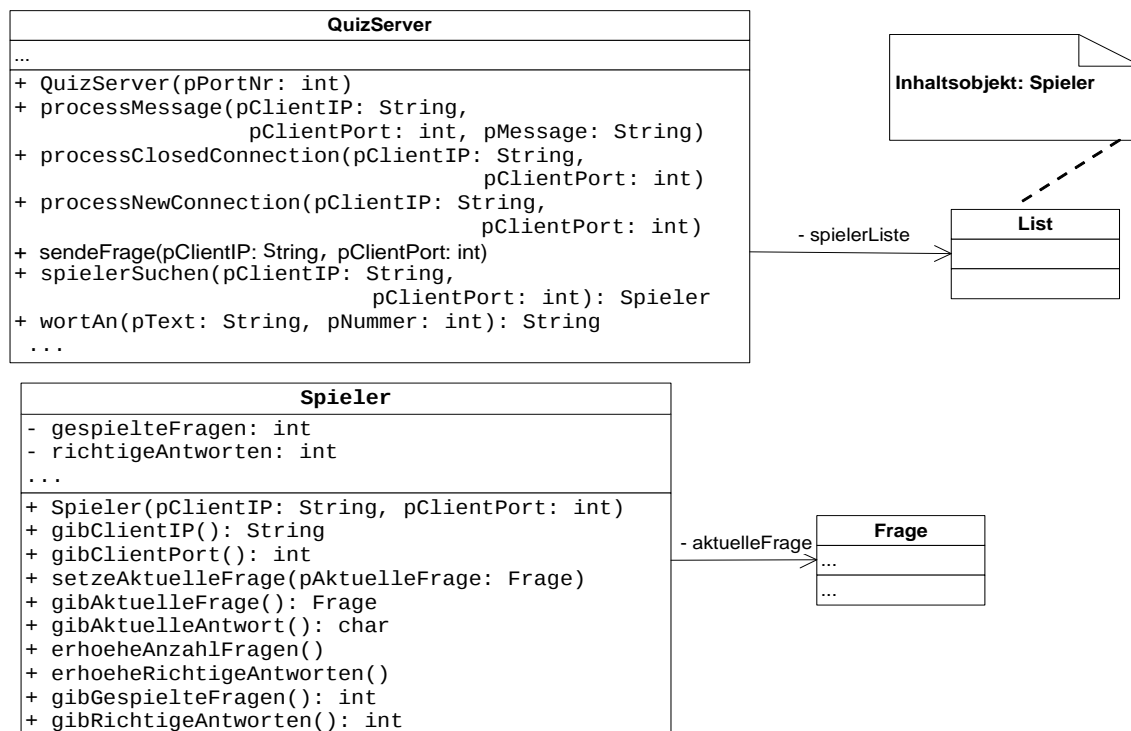 QuizServer
...
+ QuizServer(pPortNr: int)
+ processMessage(pClientIP: String,
pClientPort: int, pMessage: String)
+ processClosedConnection(pClientIP: String,
pClientPort: int)
+ processNewConnection(pClientIP: String,
pClientPort: int)
+ sendeFrage(pClientIP: String, pClientPort: int)
+ spielerSuchen(pClientIP: String,
pClientPort: int): Spieler
+ wortAn(pText: String, pNummer: int): String
...
Inhaltsobjekt: Spieler
- spielerListe
List
Spieler
- gespielteFragen: int
- richtigeAntworten: int
...
+ Spieler(pClientIP: String, pClientPort: int)
+ gibClientIP(): String
+ gibClientPort(): int
+ setzeAktuelleFrage(pAktuelleFrage: Frage)
+ gibAktuelleFrage(): Frage
+ gibAktuelleAntwort(): char
+ erhoeheAnzahlFragen()
+ erhoeheRichtigeAntworten()
+ gibGespielteFragen(): int
+ gibRichtigeAntworten(): int
- aktuelleFrage
Frage
...
...